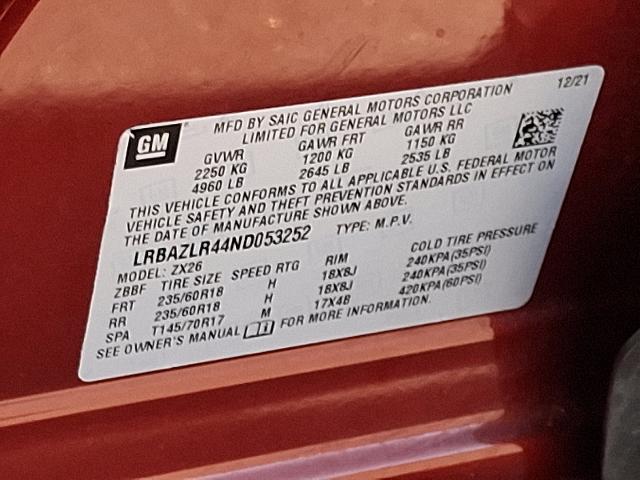 12/21
GM
MFD BY SAIC GENERAL MOTORS CORPORATION
LIMITED FOR GENERAL MOTORS LLC
GVWR GAWR FRT GAWR RR
2250 KG 1200 KG 1150 KG
4960 LB 2645 LB 2535 LB
THIS VEHICLE CONFORMS TO ALL APPLICABLE U.S. FEDERAL MOTOR
VEHICLE SAFETY AND THEFT PREVENTION STANDARDS IN EFFECT ON
THE DATE OF MANUFACTURE SHOWN ABOVE.
LRBAZLR44ND053252 TYPE: M.P.V.
MODEL: ZX26
ZBBF TIRE SIZE SPEED RTG RIM COLD TIRE PRESSURE
FRT 235/60R18 H 18X8J 240KPA(35PSI)
RR 235/60R18 H 18X8J 240KPA(35PSI)
SPA T145/70R17 M 17X4B 420KPA(60PSI)
SEE OWNER'S MANUAL FOR MORE INFORMATION.